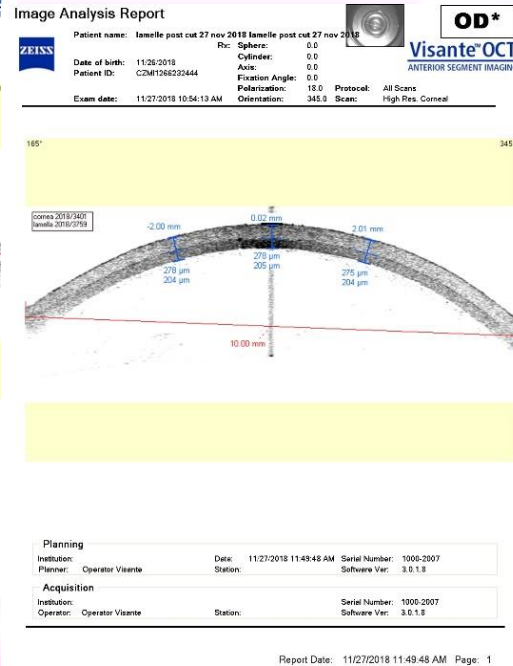 Image Analysis Report
OD*
ZEISS
Patient name: lamelle post cut 27 nov 2018 lamelle post cut 27 nov 2018
Rx: Sphere: 0.0
Cylinder: 0.0
Date of birth: 11/26/2018 Axis: 0.0
Patient ID: CZMI1266232444 Fixation Angle: 0.0
Polarization: 18.0 Protocol: All Scans
Exam date: 11/27/2018 10:54:13 AM Orientation: 345.0 Scan: High Res. Corneal
Visante™ OCT
ANTERIOR SEGMENT IMAGING
165° 345
cornea 2018/3401
lamella 2018/3759
-2.00 mm 0.02 mm 2.01 mm
278 µm 278 µm 275 µm
204 µm 205 µm 204 µm
10.00 mm
Planning
Institution: Date: 11/27/2018 11:49:48 AM Serial Number: 1000-2007
Planner: Operator Visante Station: Software Ver: 3.0.1.8
Acquisition
Institution: Serial Number: 1000-2007
Operator: Operator Visante Station: Software Ver: 3.0.1.8
Report Date: 11/27/2018 11:49:48 AM Page: 1